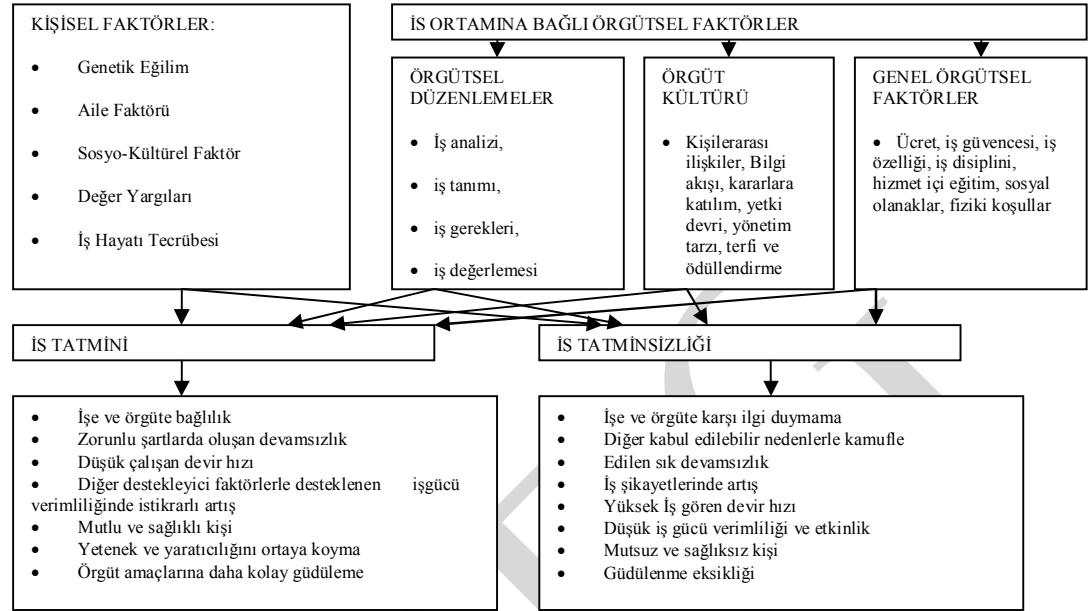 KİŞİSEL FAKTÖRLER:
• Genetik Eğilim
• Aile Faktörü
• Sosyo-Kültürel Faktör
• Değer Yargıları
• İş Hayatı Tecrübesi
İS ORTAMINA BAĞLI ÖRGÜTSEL FAKTÖRLER
ÖRGÜTSEL
DÜZENLEMELER
• İş analizi,
• iş tanımı,
• iş gerekleri,
• iş değerlemesi
ÖRGÜT
KÜLTÜRÜ
• Kişilerarası
ilişkiler, Bilgi
akışı, kararlara
katılım, yetki
devri, yönetim
tarzı, terfi ve
ödüllendirme
GENEL ÖRGÜTSEL
FAKTÖRLER
• Ücret, iş güvencesi, iş
özelliği, iş disiplini,
hizmet içi eğitim, sosyal
olanaklar, fiziki koşullar
İS TATMİNİ
İS TATMİNSİZLİĞİ
• İşe ve örgüte bağlılık
• Zorunlu şartlarda oluşan devamsızlık
• Düşük çalışan devir hızı
• Diğer destekleyici faktörlerle desteklenen işgücü
verimliliğinde istikrarlı artış
• Mutlu ve sağlıklı kişi
• Yetenek ve yaratıcılığını ortaya koyma
• Örgüt amaçlarına daha kolay güdüleme
• İşe ve örgüte karşı ilgi duymama
• Diğer kabul edilebilir nedenlerle kamufle
• Edilen sık devamsızlık
• İş şikayetlerinde artış
• Yüksek İş gören devir hızı
• Düşük iş gücü verimliliği ve etkinlik
• Mutsuz ve sağlıksız kişi
• Güdülenme eksikliği